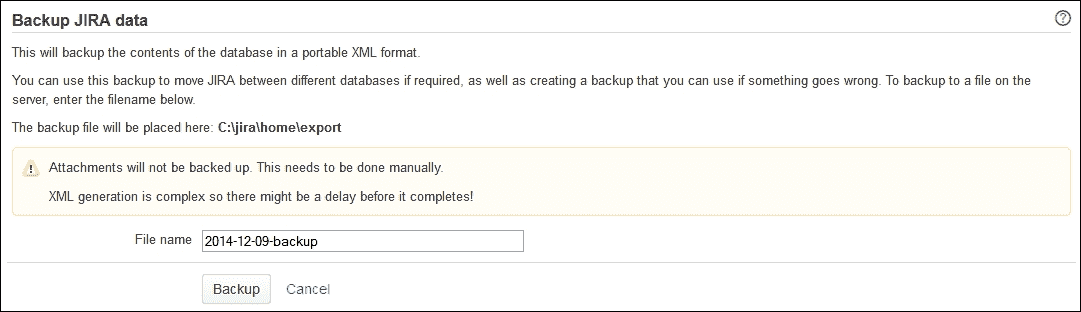 Backup JIRA data
This will backup the contents of the database in a portable XML format.
You can use this backup to move JIRA between different databases if required, as well as creating a backup that you can use if something goes wrong. To backup to a file on the
server, enter the filename below.
The backup file will be placed here: C:\jira\home\export
Attachments will not be backed up. This needs to be done manually.
XML generation is complex so there might be a delay before it completes!
File name 2014-12-09-backup
Backup Cancel